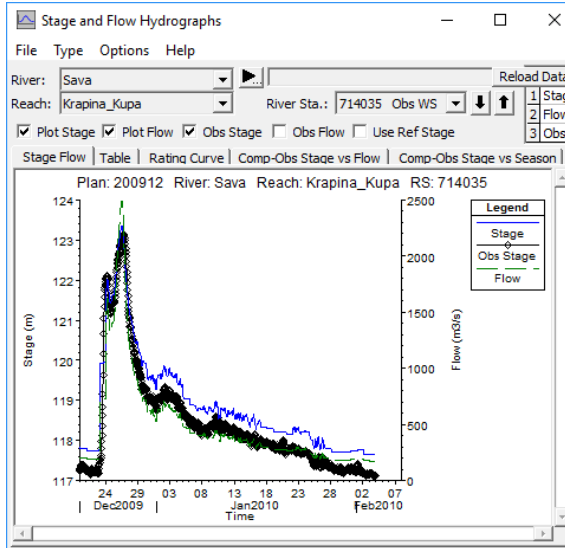 Stage and Flow Hydrographs
File Type Options Help
River: Sava Reload Data
Reach: Krapina_Kupa River Sta.: 714035 Obs WS
1 Stag
2 Flow
3 Obs
Plot Stage Plot Flow Obs Stage Obs Flow Use Ref Stage
Stage Flow Table Rating Curve Comp-Obs Stage vs Flow Comp-Obs Stage vs Season
Plan: 200912 River: Sava Reach: Krapina_Kupa RS: 714035
Legend
Stage
Obs Stage
Flow
124
123
122
121
120
119
118
117
Stage (m)
2500
2000
1500
1000
500
0
Flow (m3/s)
24 29 03 08 13 18 23 28 02 07
Dec2009 Jan2010 Feb2010
Time